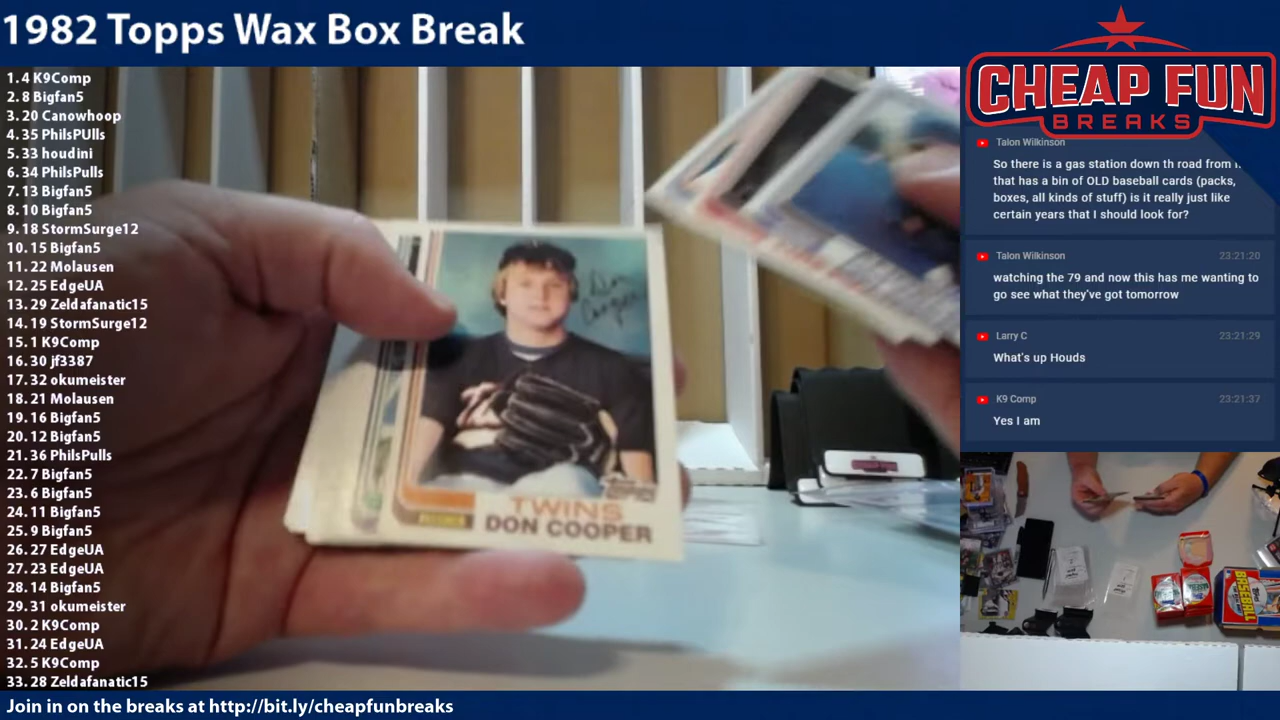 1982 Topps Wax Box Break
1. 4 K9Comp
2. 8 Bigfan5
3. 20 Canowhoop
4. 35 PhilsPUlls
5. 33 houdini
6. 34 PhilsPulls
7. 13 Bigfan5
8. 10 Bigfan5
9. 18 StormSurge12
10. 15 Bigfan5
11. 22 Molausen
12. 25 EdgeUA
13. 29 Zeldafanatic15
14. 19 StormSurge12
15. 1 K9Comp
16. 30 jf3387
17. 32 okumeister
18. 21 Molausen
19. 16 Bigfan5
20. 12 Bigfan5
21. 36 PhilsPulls
22. 7 Bigfan5
23. 6 Bigfan5
24. 11 Bigfan5
25. 9 Bigfan5
26. 27 EdgeUA
27. 23 EdgeUA
28. 14 Bigfan5
29. 31 okumeister
30. 2 K9Comp
31. 24 EdgeUA
32. 5 K9Comp
33. 28 Zeldafanatic15
Don
Cooper
TWINS
DON COOPER
CHEAP FUN
BREAKS
Talon Wilkinson
So there is a gas station down th road from
that has a bin of OLD baseball cards (packs,
boxes, all kinds of stuff) is it really just like
certain years that I should look for?
Talon Wilkinson 23:21:20
watching the 79 and now this has me wanting to
go see what they've got tomorrow
Larry C 23:21:29
What's up Houds
K9 Comp 23:21:37
Yes I am
BASEBALL
Join in on the breaks at http://bit.ly/cheapfunbreaks